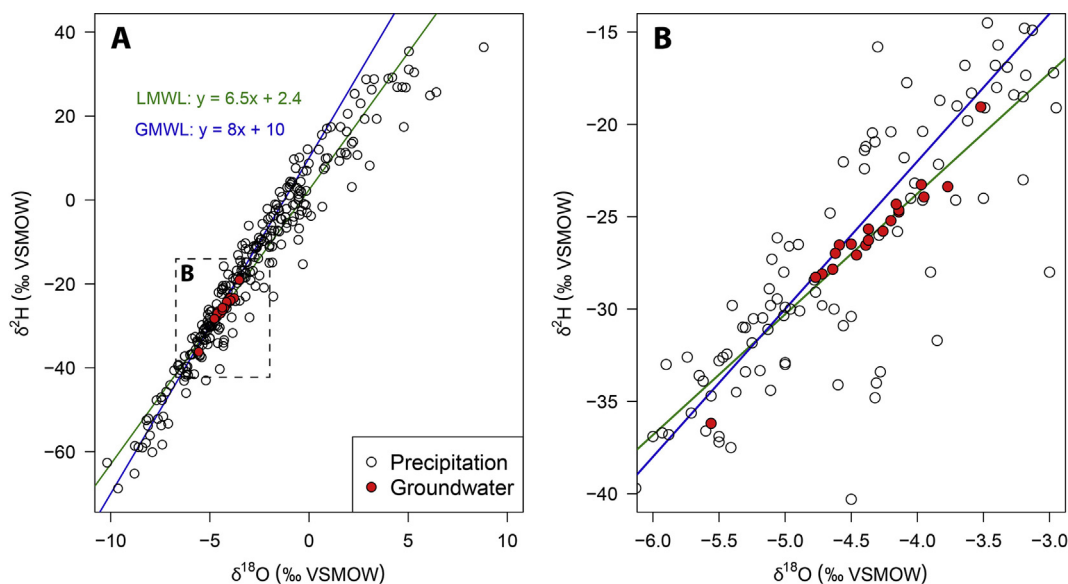 A
B
LMWL: y = 6.5x + 2.4
GMWL: y = 8x + 10
B
Precipitation
Groundwater
40
20
0
−20
−40
−60
δ²H (‰ VSMOW)
−10 −5 0 5 10
δ¹⁸O (‰ VSMOW)
−15
−20
−25
−30
−35
−40
δ²H (‰ VSMOW)
−6.0 −5.5 −5.0 −4.5 −4.0 −3.5 −3.0
δ¹⁸O (‰ VSMOW)